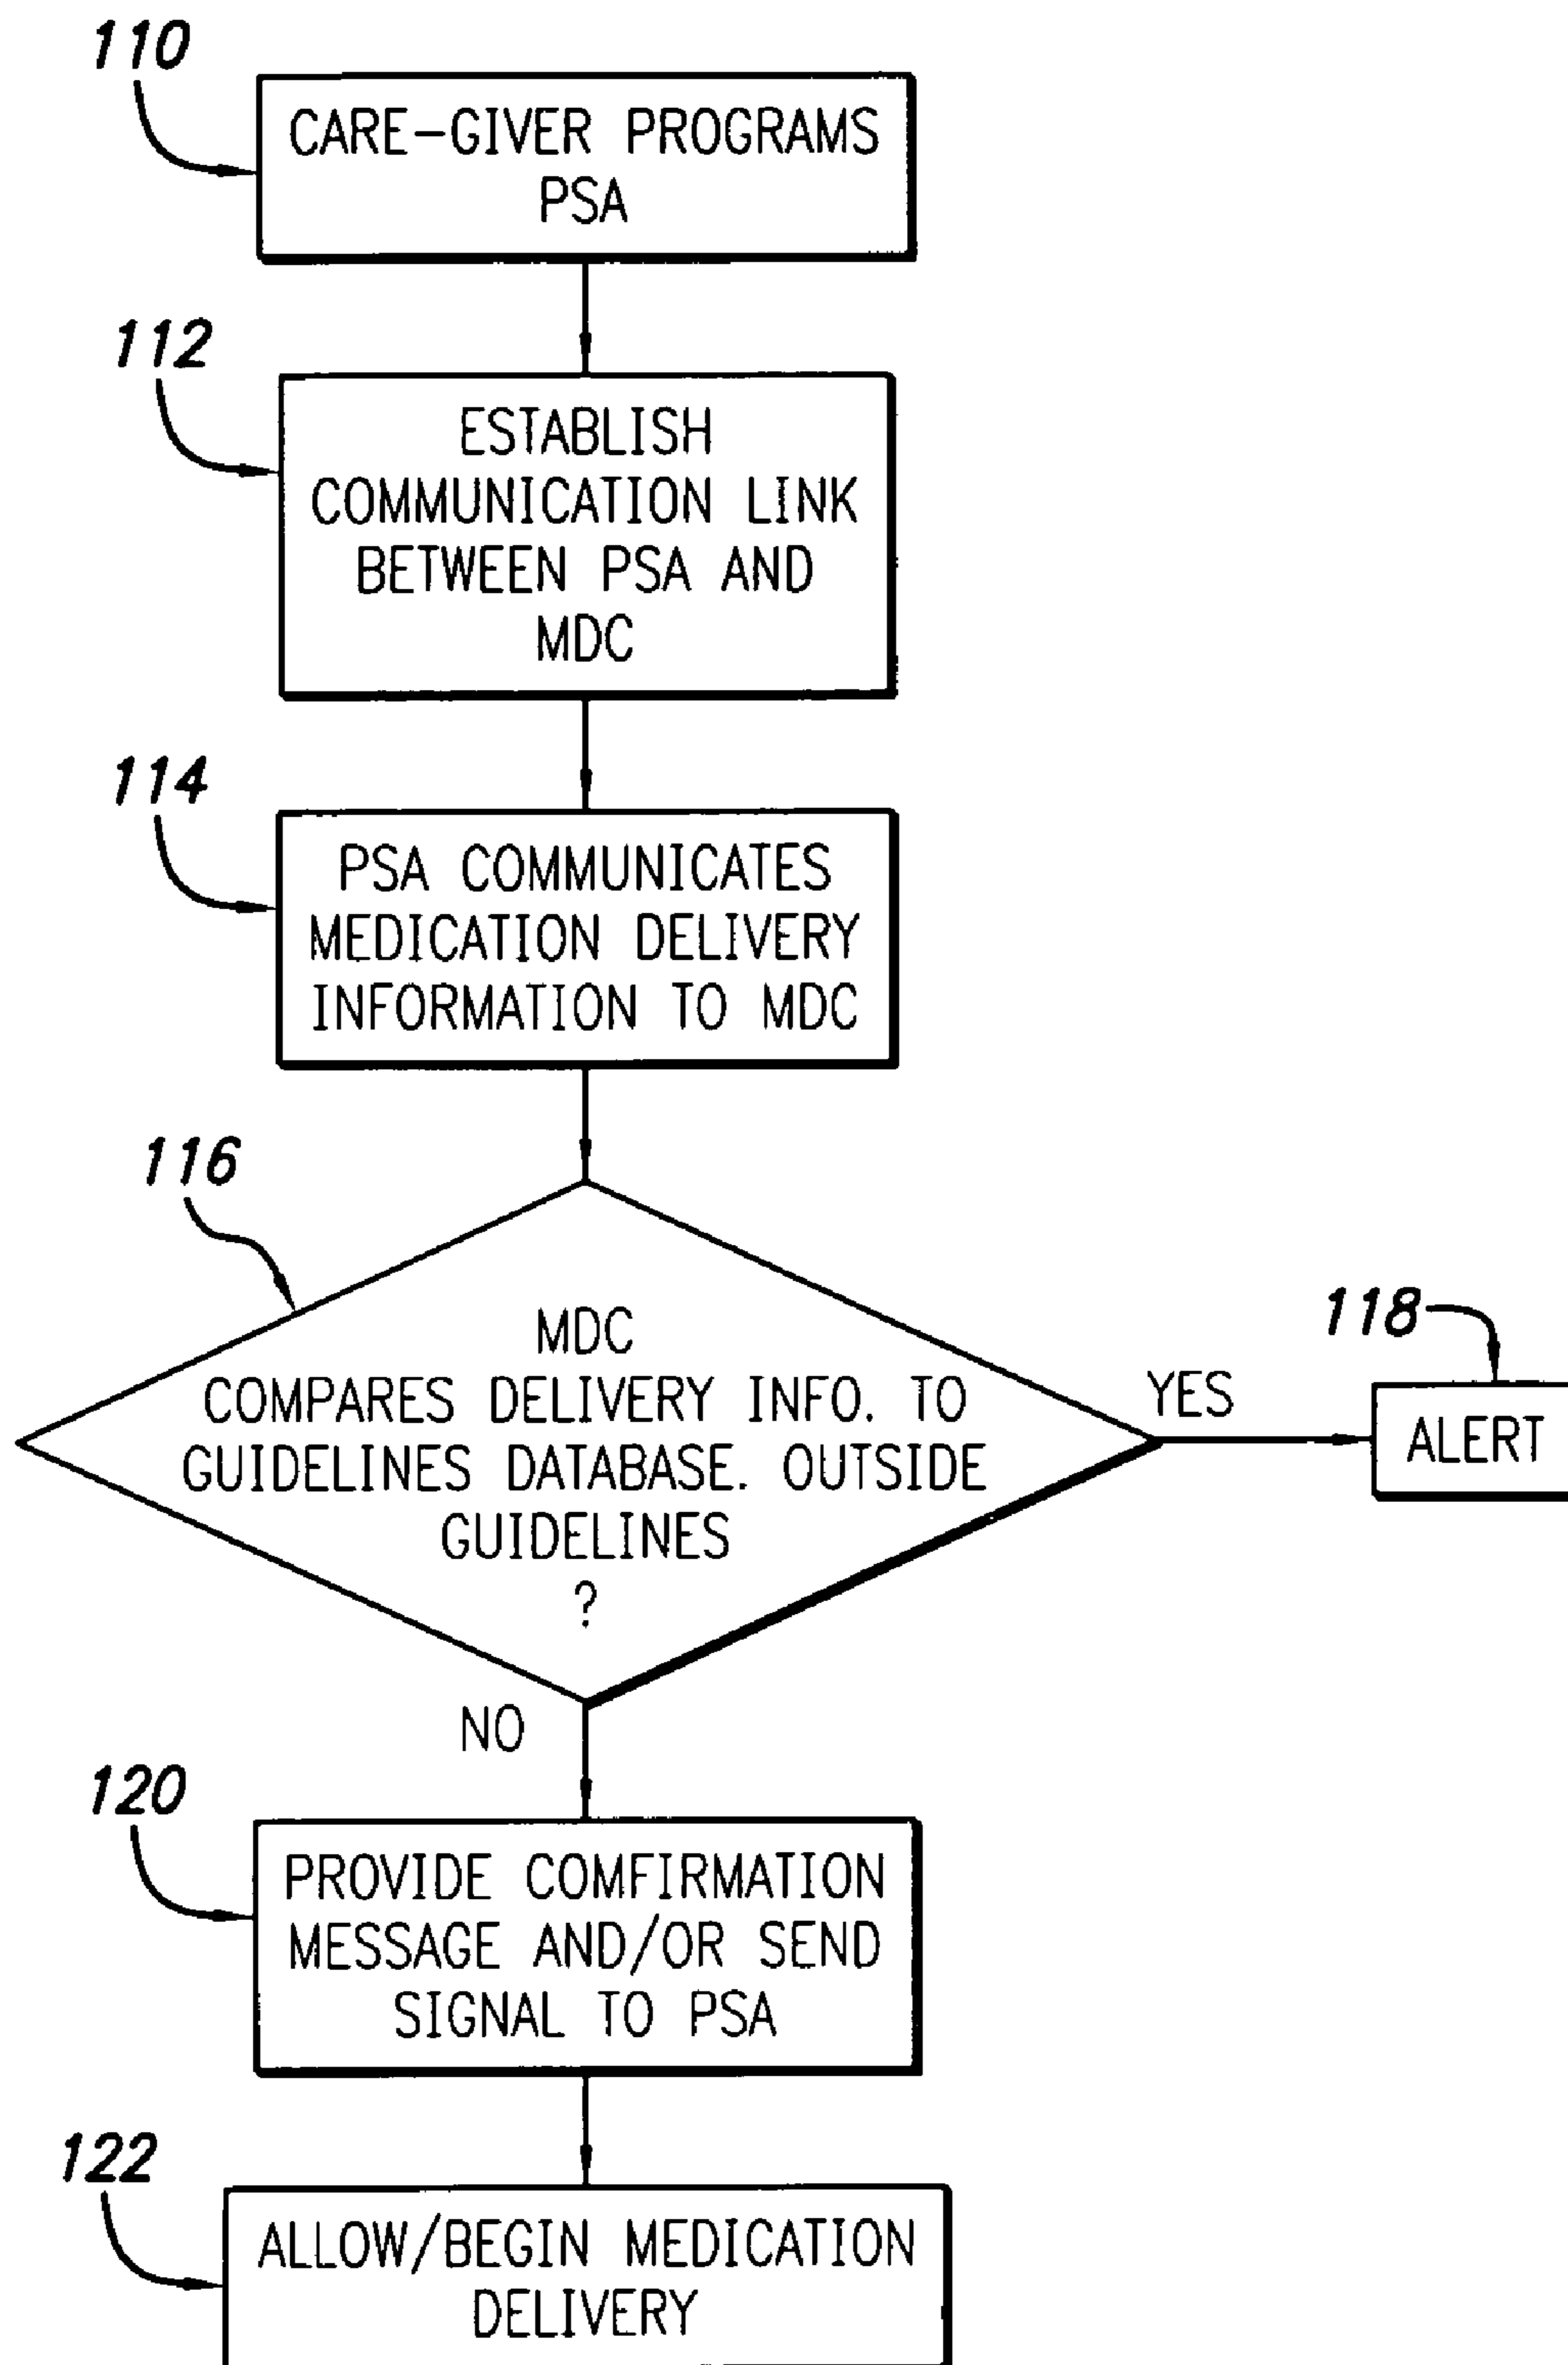 110
CARE-GIVER PROGRAMS
PSA
112
ESTABLISH
COMMUNICATION LINK
BETWEEN PSA AND
MDC
114
PSA COMMUNICATES
MEDICATION DELIVERY
INFORMATION TO MDC
116
MDC
COMPARES DELIVERY INFO. TO
GUIDELINES DATABASE. OUTSIDE
GUIDELINES
?
YES
118
ALERT
NO
120
PROVIDE COMFIRMATION
MESSAGE AND/OR SEND
SIGNAL TO PSA
122
ALLOW/BEGIN MEDICATION
DELIVERY